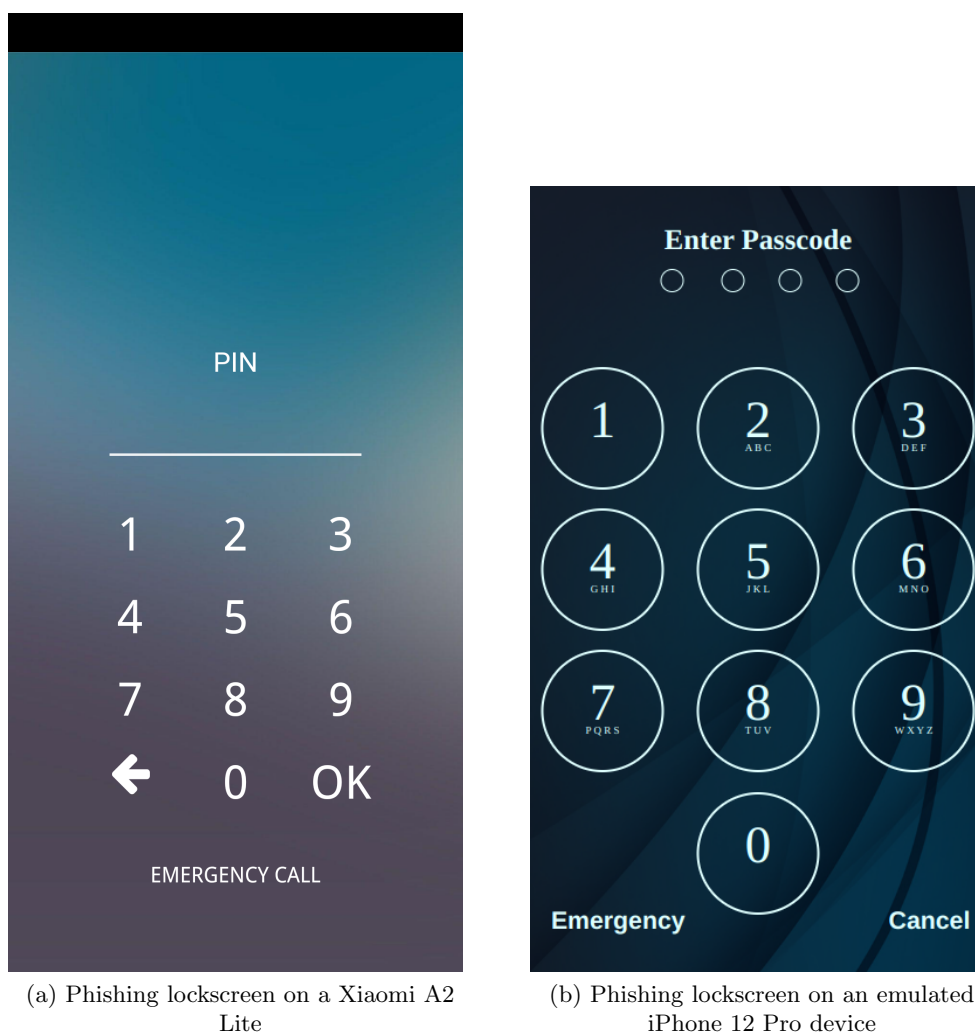 PIN
1 2 3
4 5 6
7 8 9
0 OK
EMERGENCY CALL
(a) Phishing lockscreen on a Xiaomi A2
Lite
Enter Passcode
1 2 3
ABC DEF
4 5 6
GHI JKL MNO
7 8 9
PQRS TUV WXYZ
0
Emergency Cancel
(b) Phishing lockscreen on an emulated
iPhone 12 Pro device